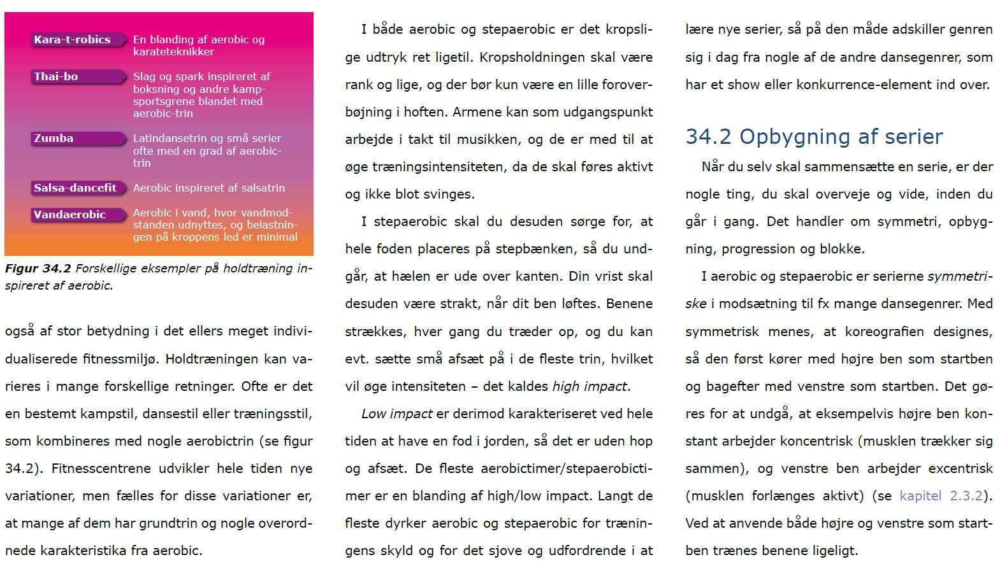 Kara-t-robics En blanding af aerobic og
karateteknikker
Thai-bo Slag og spark inspireret af
boksning og andre kamp-
sportsgrene blandet med
aerobic-trin
Zumba Latindansetrin og små serier
ofte med en grad af aerobic-
trin
Salsa-dancefit Aerobic inspireret af salsatrin
Vandaerobic Aerobic i vand, hvor vandmod-
standen udnyttes, og belastnin-
gen på kroppens led er minimal
Figur 34.2 Forskellige eksempler på holdtræning in-
spireret af aerobic.
også af stor betydning i det ellers meget indivi-
dualiserede fitnessmiljø. Holdtræningen kan va-
rieres i mange forskellige retninger. Ofte er det
en bestemt kampstil, dansestil eller træningsstil,
som kombineres med nogle aerobictrin (se figur
34.2). Fitnesscentrene udvikler hele tiden nye
variationer, men fælles for disse variationer er,
at mange af dem har grundtrin og nogle overord-
nede karakteristika fra aerobic.
I både aerobic og stepaerobic er det kropsli-
ge udtryk ret ligetil. Kropsholdningen skal være
rank og lige, og der bør kun være en lille forover-
bøjning i hoften. Armene kan som udgangspunkt
arbejde i takt til musikken, og de er med til at
øge træningsintensiteten, da de skal føres aktivt
og ikke blot svinges.
I stepaerobic skal du desuden sørge for, at
hele foden placeres på stepbænken, så du und-
går, at hælen er ude over kanten. Din vrist skal
desuden være strakt, når dit ben løftes. Benene
strækkes, hver gang du træder op, og du kan
evt. sætte små afsæt på i de fleste trin, hvilket
vil øge intensiteten – det kaldes high impact.
Low impact er derimod karakteriseret ved hele
tiden at have en fod i jorden, så det er uden hop
og afsæt. De fleste aerobictimer/stepaerobicti-
mer er en blanding af high/low impact. Langt de
fleste dyrker aerobic og stepaerobic for trænin-
gens skyld og for det sjove og udfordrende i at
lære nye serier, så på den måde adskiller genren
sig i dag fra nogle af de andre dansegenrer, som
har et show eller konkurrence-element ind over.
34.2 Opbygning af serier
Når du selv skal sammensætte en serie, er der
nogle ting, du skal overveje og vide, inden du
går i gang. Det handler om symmetri, opbyg-
ning, progression og blokke.
I aerobic og stepaerobic er serierne symmetri-
ske i modsætning til fx mange dansegenrer. Med
symmetrisk menes, at koreografien designes,
så den først kører med højre ben som startben
og bagefter med venstre som startben. Det gø-
res for at undgå, at eksempelvis højre ben kon-
stant arbejder koncentrisk (musklen trækker sig
sammen), og venstre ben arbejder excentrisk
(musklen forlænges aktivt) (se kapitel 2.3.2).
Ved at anvende både højre og venstre som start-
ben trænes benene ligeligt.